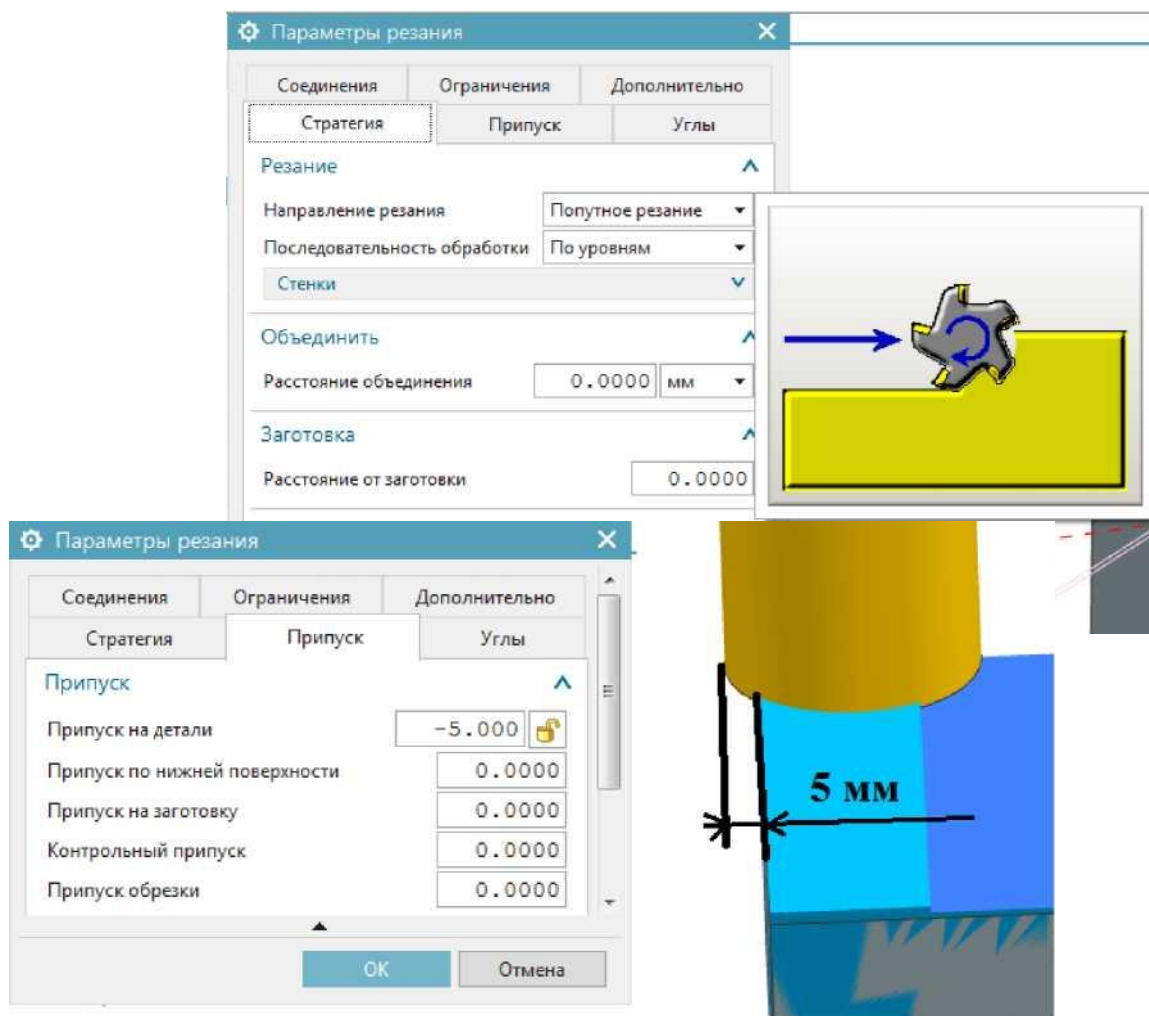 Параметры резания
Соединения Ограничения Дополнительно
Стратегия Припуск Углы
Резание
Направление резания Попутное резание
Последовательность обработки По уровням
Стенки
Объединить
Расстояние объединения 0.0000 мм
Заготовка
Расстояние от заготовки 0.0000
Параметры резания
Соединения Ограничения Дополнительно
Стратегия Припуск Углы
Припуск
Припуск на детали -5.000
Припуск по нижней поверхности 0.0000
Припуск на заготовку 0.0000
Контрольный припуск 0.0000
Припуск обрезки 0.0000
OK Отмена
5 мм